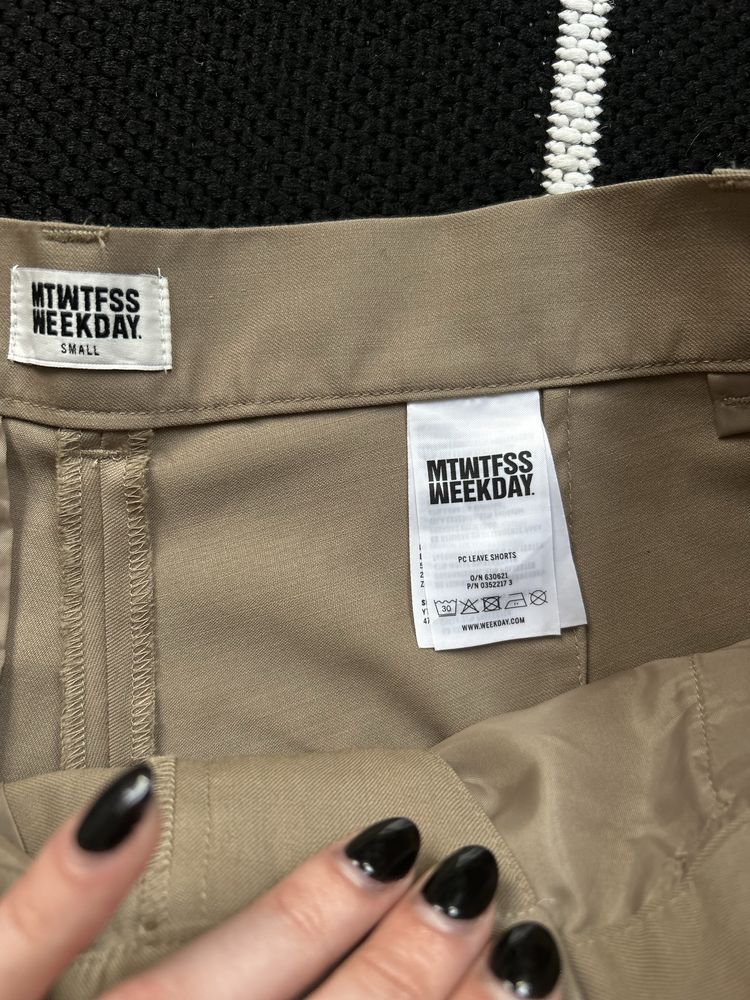 MTWTFSS
WEEKDAY.
SMALL
MTWTFSS
WEEKDAY.
PC LEAVE SHORTS
O/N 630621
P/N 0352217 3
30
WWW.WEEKDAY.COM